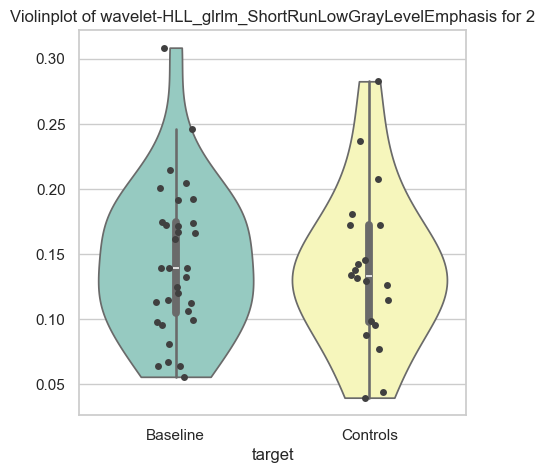 Violinplot of wavelet-HLL_glrlm_ShortRunLowGrayLevelEmphasis for 2
0.30
0.25
0.20
0.15
0.10
0.05
Baseline
Controls
target